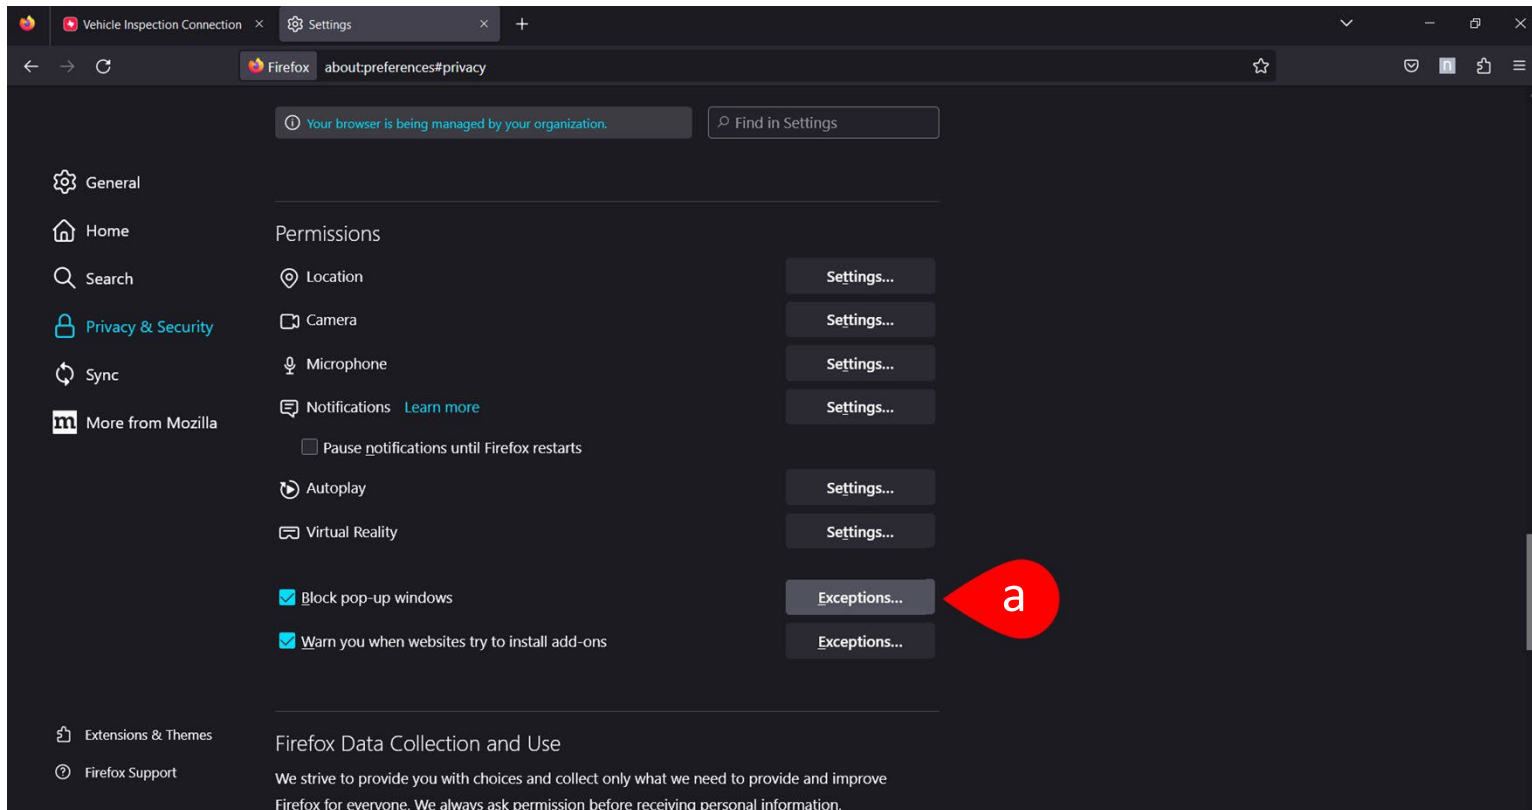 Vehicle Inspection Connection
Settings
Firefox about:preferences#privacy
n
Your browser is being managed by your organization.
Find in Settings
General
Home
Search
Privacy & Security
Sync
m More from Mozilla
Permissions
Location Settings...
Camera Settings...
Microphone Settings...
Notifications Learn more Settings...
Pause notifications until Firefox restarts
Autoplay Settings...
Virtual Reality Settings...
Block pop-up windows Exceptions... a
Warn you when websites try to install add-ons Exceptions...
Extensions & Themes
Firefox Support
Firefox Data Collection and Use
We strive to provide you with choices and collect only what we need to provide and improve
Firefox for everyone. We always ask permission before receiving personal information.